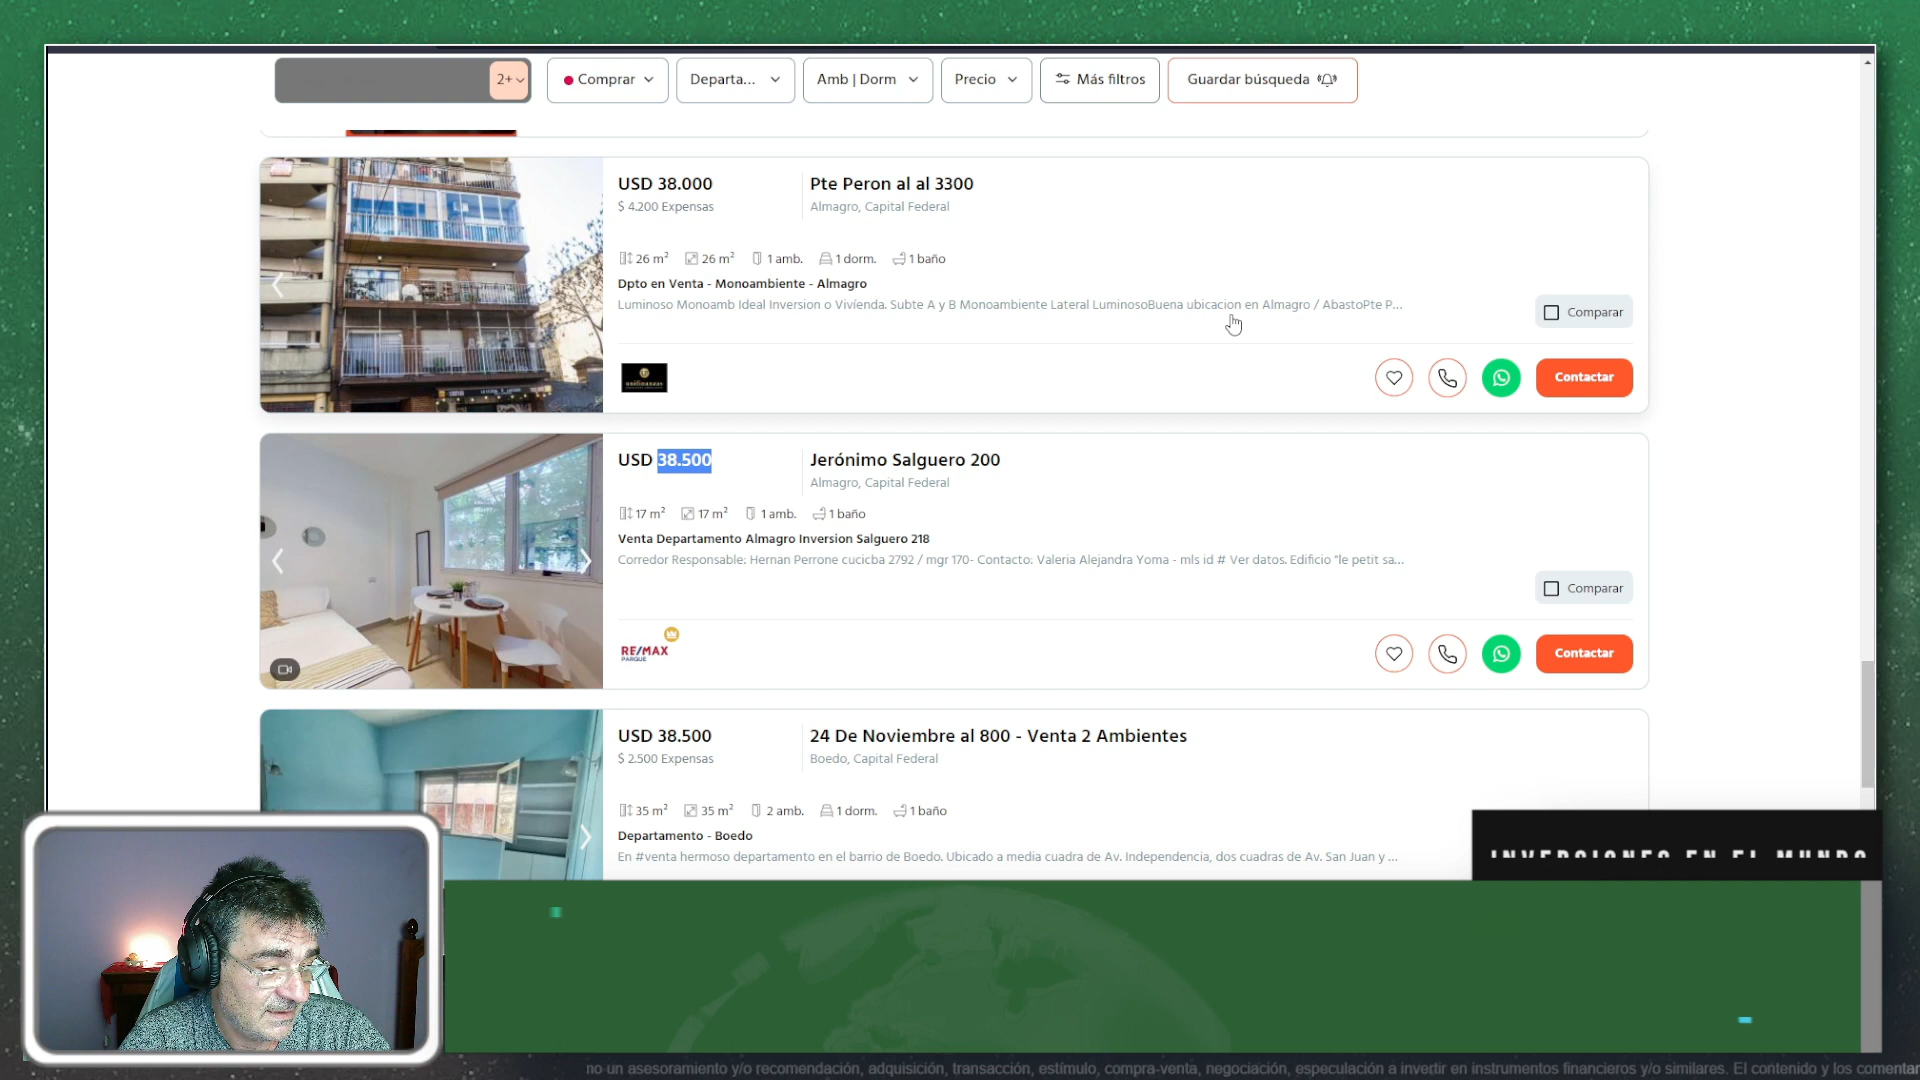 2+
Comprar
Departa...
Amb | Dorm
Precio
Más filtros
Guardar búsqueda
USD 38.000
$ 4.200 Expensas
Pte Peron al al 3300
Almagro, Capital Federal
26 m² 26 m² 1 amb. 1 dorm. 1 baño
Dpto en Venta - Monoambiente - Almagro
Luminoso Monoamb Ideal Inversion o Vivíenda. Subte A y B Monoambiente Lateral LuminosoBuena ubicacion en Almagro / AbastoPte P...
Comparar
Contactar
USD 38.500
Jerónimo Salguero 200
Almagro, Capital Federal
17 m² 17 m² 1 amb. 1 baño
Venta Departamento Almagro Inversion Salguero 218
Corredor Responsable: Hernan Perrone cucicba 2792 / mgr 170- Contacto: Valeria Alejandra Yoma - mls id # Ver datos. Edificio "le petit sa...
Comparar
RE/MAX
PARQUE
Contactar
USD 38.500
$ 2.500 Expensas
24 De Noviembre al 800 - Venta 2 Ambientes
Boedo, Capital Federal
35 m² 35 m² 2 amb. 1 dorm. 1 baño
Departamento - Boedo
En #venta hermoso departamento en el barrio de Boedo. Ubicado a media cuadra de Av. Independencia, dos cuadras de Av. San Juan y ...
INVERSIONES EN EL MUNDO
no un asesoramiento y/o recomendación, adquisición, transacción, estímulo, compra-venta, negociación, especulación a invertir en instrumentos financieros y/o similares. El contenido y los comentar